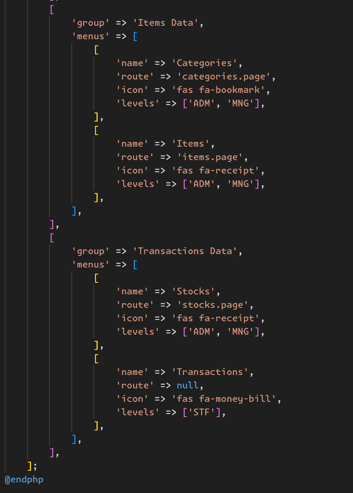 [
'group' => 'Items Data',
'menus' => [
[
'name' => 'Categories',
'route' => 'categories.page',
'icon' => 'fas fa-bookmark',
'levels' => ['ADM', 'MNG'],
],
[
'name' => 'Items',
'route' => 'items.page',
'icon' => 'fas fa-receipt',
'levels' => ['ADM', 'MNG'],
],
],
],
[
'group' => 'Transactions Data',
'menus' => [
[
'name' => 'Stocks',
'route' => 'stocks.page',
'icon' => 'fas fa-receipt',
'levels' => ['ADM', 'MNG'],
],
[
'name' => 'Transactions',
'route' => null,
'icon' => 'fas fa-money-bill',
'levels' => ['STF'],
],
],
],
];
@endphp